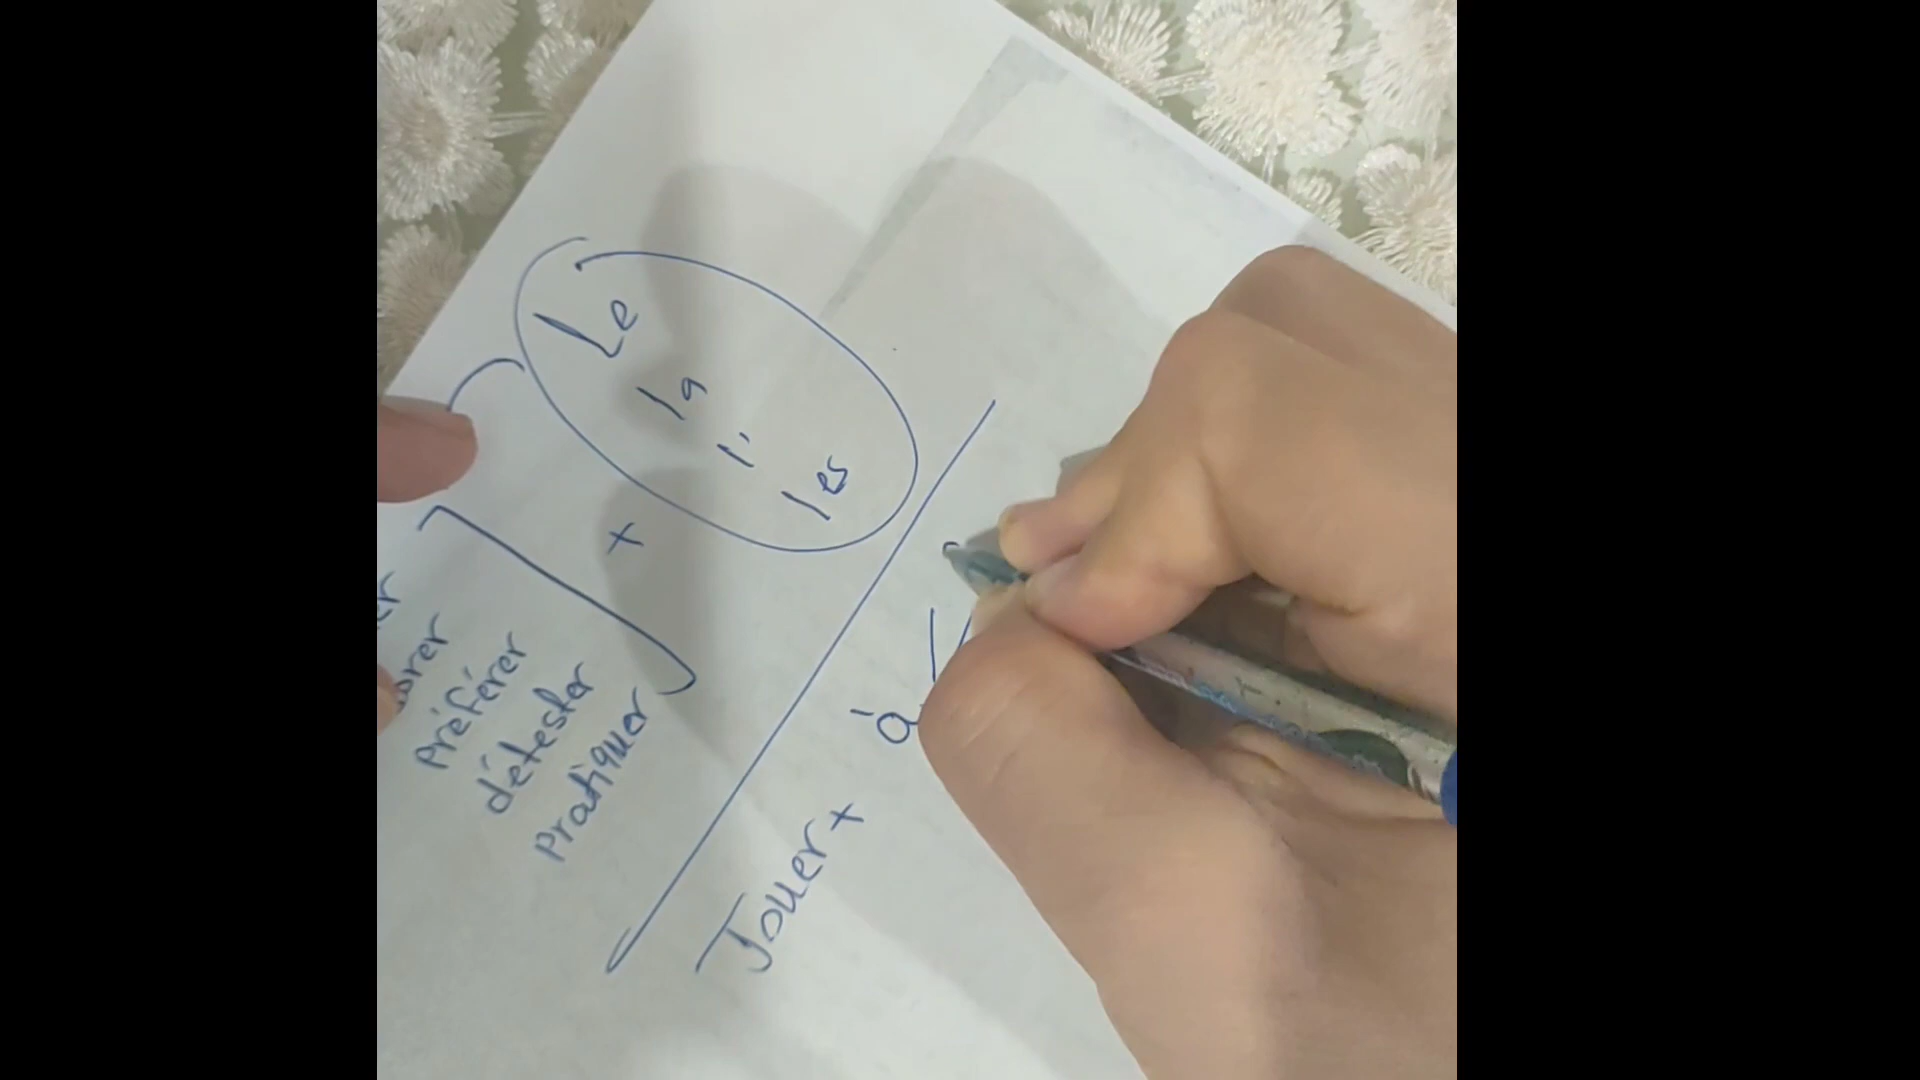 préférer
détester
pratiquer
+
Le
la
l'
les
Jouer + à